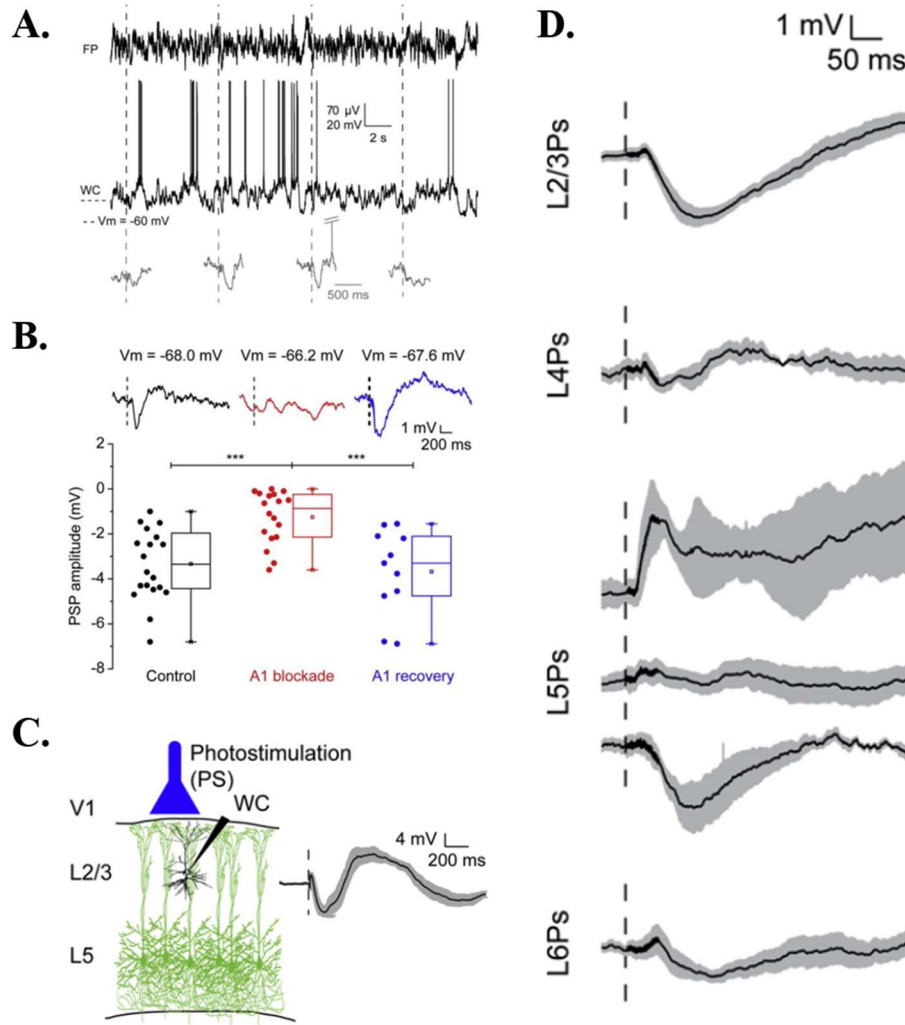 A.
FP
70 µV
20 mV
2 s
WC
Vm = -60 mV
500 ms
B.
Vm = -68.0 mV
Vm = -66.2 mV
Vm = -67.6 mV
1 mV
200 ms
***
***
PSP amplitude (mV)
2
0
-2
-4
-6
-8
Control
A1 blockade
A1 recovery
C.
Photostimulation
(PS)
WC
V1
L2/3
L5
4 mV
200 ms
D.
1 mV
50 ms
L2/3Ps
L4Ps
L5Ps
L6Ps